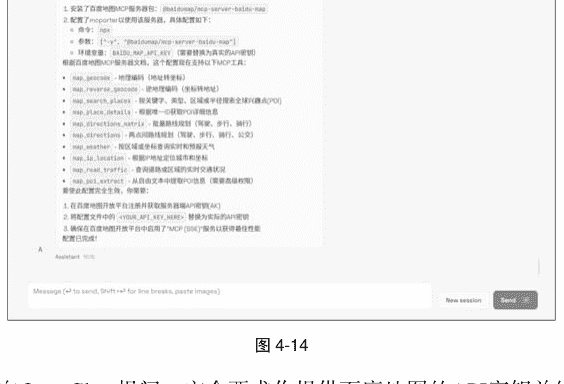 1. 安装了百度地图MCP服务器包: @baidumap/mcp-server-baidu-map
2. 配置了mcporter以使用该服务器, 具体配置如下:
命令: npx
参数: ["-y", "@baidumap/mcp-server-baidu-map"]
环境变量: BAIDU_MAP_API_KEY (需要替换为真实的API密钥)
根据百度地图MCP服务器文档, 这个配置现在支持以下MCP工具:
map_geocode - 地理编码 (地址转坐标)
map_reverse_geocode - 逆地理编码 (坐标转地址)
map_search_places - 按关键字、类型、区域或半径搜索全球兴趣点(POI)
map_place_details - 根据唯一ID获取POI详细信息
map_directions_matrix - 批量路线规划 (驾驶、步行、骑行)
map_directions - 两点间路线规划 (驾驶、步行、骑行、公交)
map_weather - 按区域或坐标查询实时和预报天气
map_ip_location - 根据IP地址定位城市和坐标
map_road_traffic - 查询道路或区域的实时交通状况
map_poi_extract - 从自由文本中提取POI信息 (需要高级权限)
要使此配置完全生效, 你需要:
1. 在百度地图开放平台注册并获取服务器端API密钥(AK)
2. 将配置文件中的 <YOUR_API_KEY_HERE> 替换为实际的API密钥
3. 确保在百度地图开放平台中启用了"MCP (SSE)"服务以获得最佳性能
配置已完成!
A
Assistant
Message (↵ to send, Shift+↵ for line breaks, paste images)
New session
Send
图 4-14